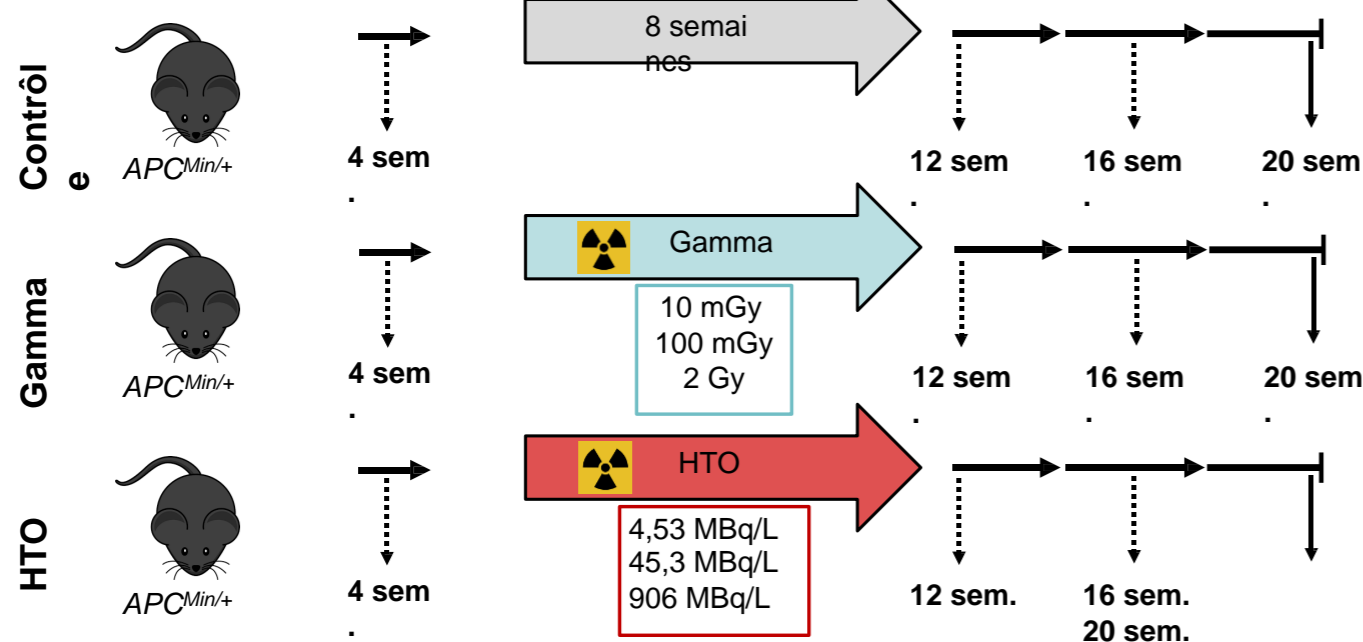 Contrôl
e
APCMin/+
4 sem
.
8 semai
nes
12 sem
.
16 sem
.
20 sem
.
Gamma
APCMin/+
4 sem
.
Gamma
10 mGy
100 mGy
2 Gy
12 sem
.
16 sem
.
20 sem
.
HTO
APCMin/+
4 sem
.
HTO
4,53 MBq/L
45,3 MBq/L
906 MBq/L
12 sem.
16 sem.
20 sem.